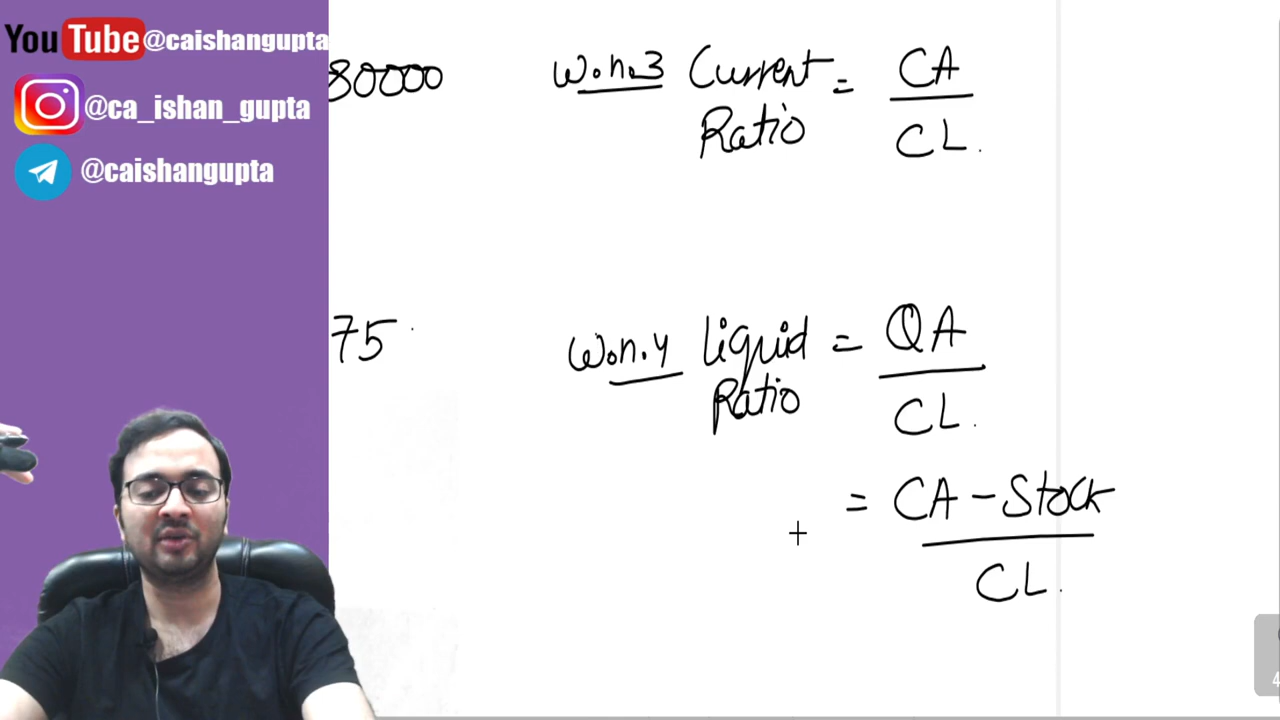 YouTube@caishangupta
@ca_ishan_gupta
@caishangupta
80000
W.n.3 Current Ratio = CA / CL.
75
W.n.4 liquid Ratio = QA / CL.
= CA - Stock / CL.
4